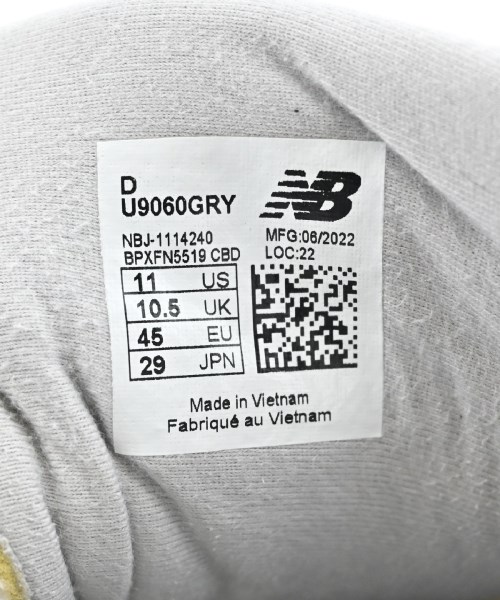 D
U9060GRY
NB
NBJ-1114240
BPXFN5519 CBD
MFG:06/2022
LOC:22
11 US
10.5 UK
45 EU
29 JPN
Made in Vietnam
Fabriqué au Vietnam